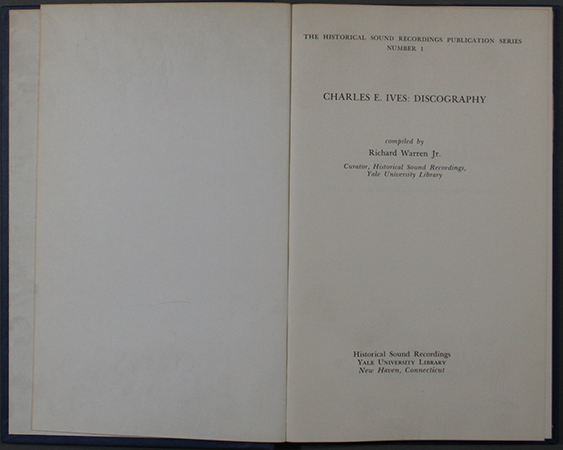 THE HISTORICAL SOUND RECORDINGS PUBLICATION SERIES
NUMBER 1
CHARLES E. IVES: DISCOGRAPHY
compiled by
Richard Warren Jr.
Curator, Historical Sound Recordings,
Yale University Library
Historical Sound Recordings
YALE UNIVERSITY LIBRARY
New Haven, Connecticut